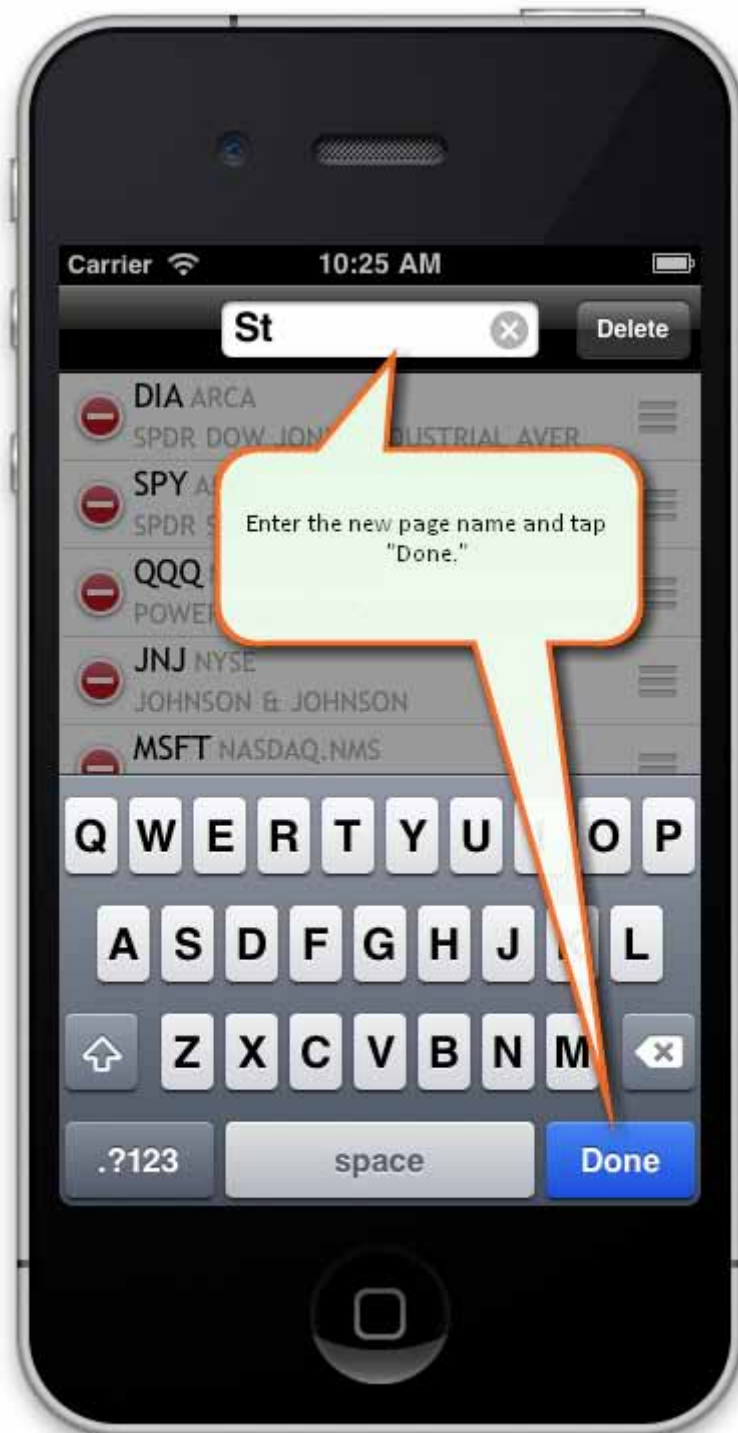 Carrier 10:25 AM
St Delete
DIA ARCA
SPDR DOW JON DUSTRIAL AVER
SPY
SPDR
QQQ
POWE
JNJ NYSE
JOHNSON & JOHNSON
MSFT NASDAQ.NMS
Enter the new page name and tap
"Done."
Q W E R T Y U O P
A S D F G H J K L
Z X C V B N M
.?123 space Done